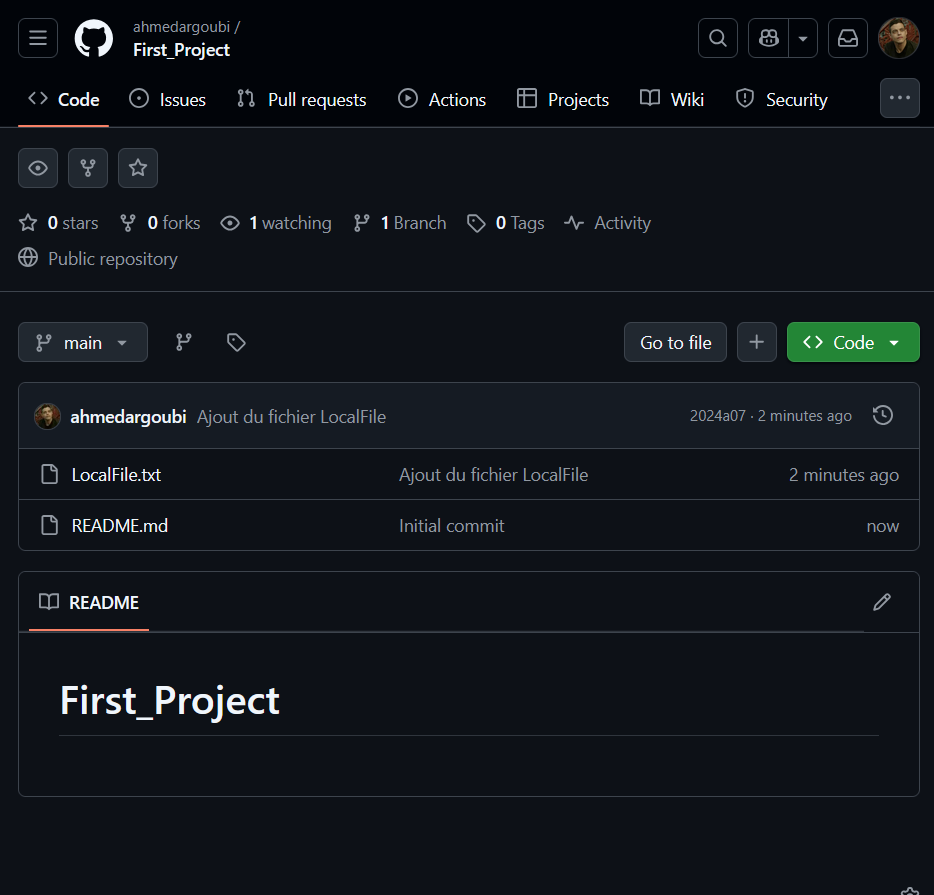 ahmedargoubi /
First_Project
Code Issues Pull requests Actions Projects Wiki Security
0 stars 0 forks 1 watching 1 Branch 0 Tags Activity
Public repository
main Go to file Code
ahmedargoubi Ajout du fichier LocalFile 2024a07 · 2 minutes ago
LocalFile.txt Ajout du fichier LocalFile 2 minutes ago
README.md Initial commit now
README
First_Project